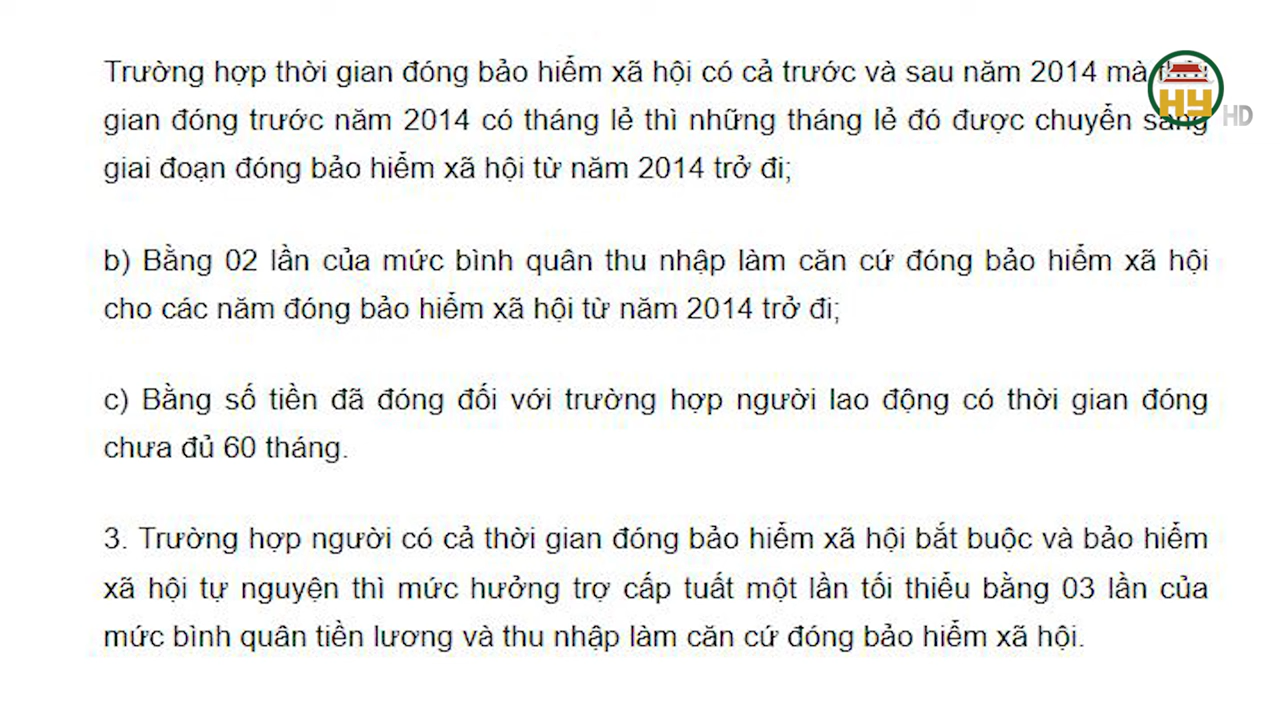 Trường hợp thời gian đóng bảo hiểm xã hội có cả trước và sau năm 2014 mà
gian đóng trước năm 2014 có tháng lẻ thì những tháng lẻ đó được chuyển sang
giai đoạn đóng bảo hiểm xã hội từ năm 2014 trở đi;
b) Bằng 02 lần của mức bình quân thu nhập làm căn cứ đóng bảo hiểm xã hội
cho các năm đóng bảo hiểm xã hội từ năm 2014 trở đi;
c) Bằng số tiền đã đóng đối với trường hợp người lao động có thời gian đóng
chưa đủ 60 tháng.
3. Trường hợp người có cả thời gian đóng bảo hiểm xã hội bắt buộc và bảo hiểm
xã hội tự nguyện thì mức hưởng trợ cấp tuất một lần tối thiểu bằng 03 lần của
mức bình quân tiền lương và thu nhập làm căn cứ đóng bảo hiểm xã hội.
HY HD